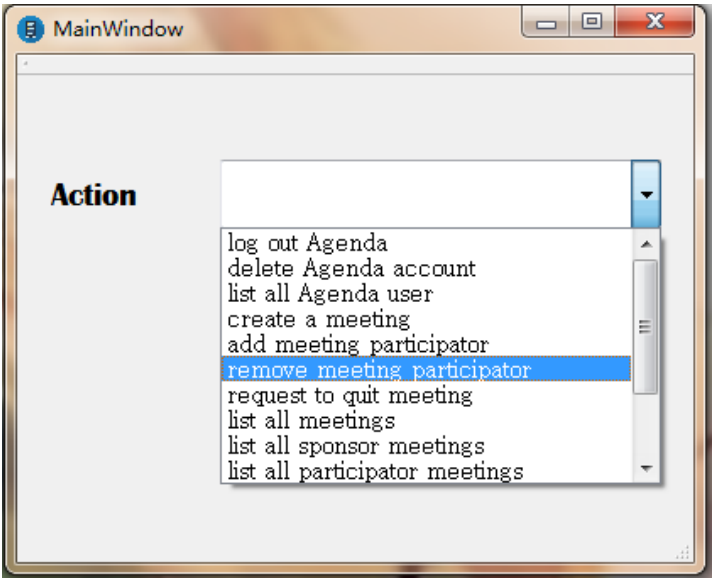 MainWindow
Action
log out Agenda
delete Agenda account
list all Agenda user
create a meeting
add meeting participator
remove meeting participator
request to quit meeting
list all meetings
list all sponsor meetings
list all participator meetings